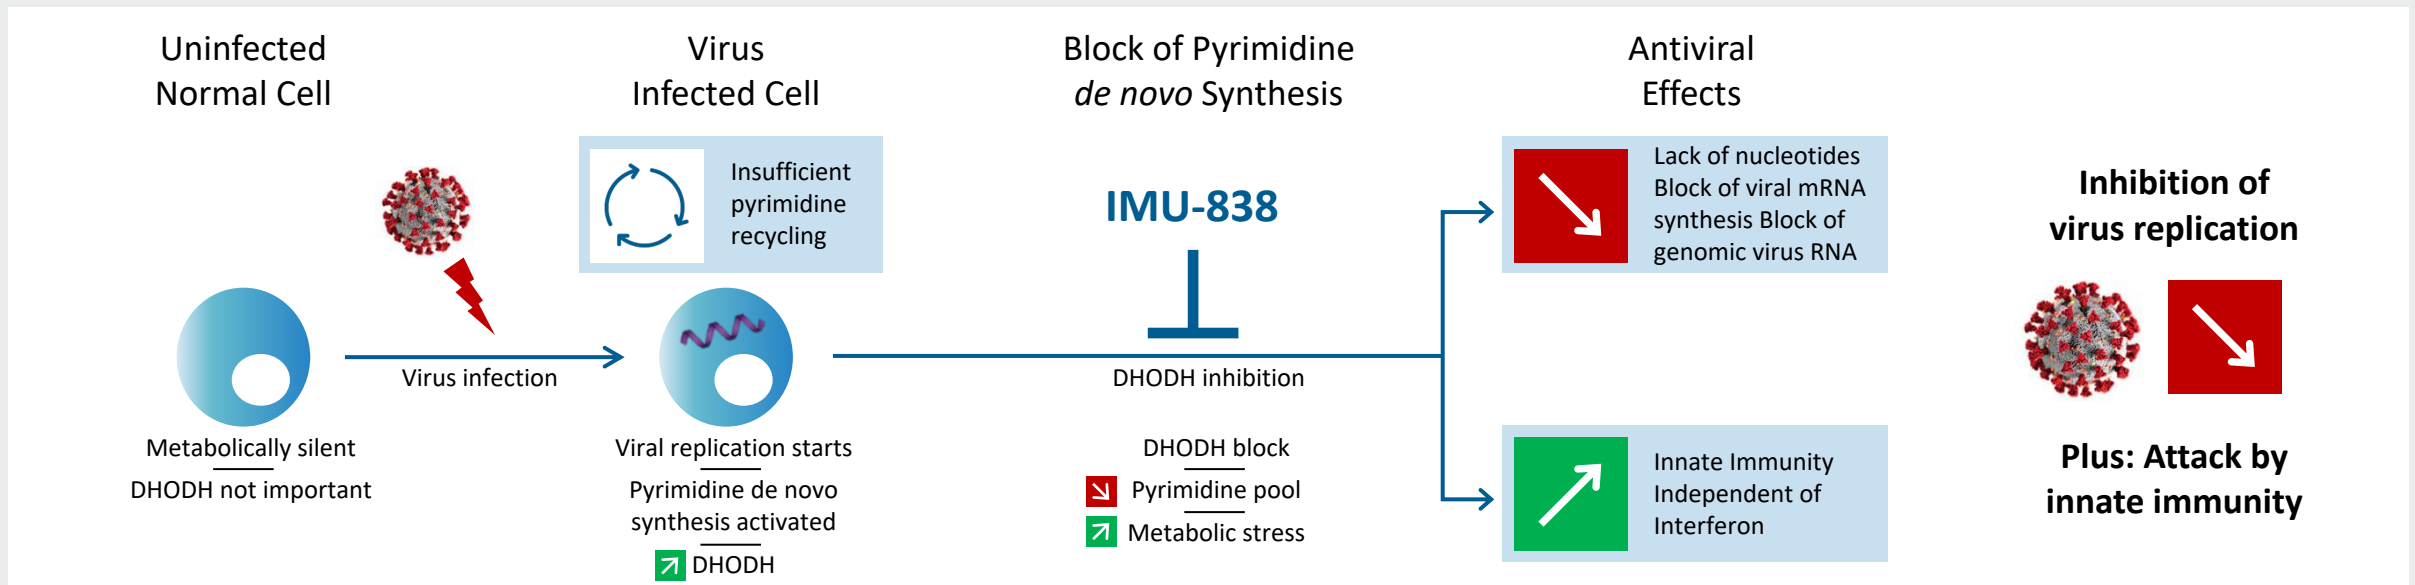 Uninfected
Normal Cell
Virus infection
Metabolically silent
DHODH not important
Virus
Infected Cell
Insufficient
pyrimidine
recycling
Viral replication starts
Pyrimidine de novo
synthesis activated
DHODH
Block of Pyrimidine
de novo Synthesis
IMU-838
DHODH inhibition
DHODH block
Pyrimidine pool
Metabolic stress
Antiviral
Effects
Lack of nucleotides
Block of viral mRNA
synthesis Block of
genomic virus RNA
Innate Immunity
Independent of
Interferon
Inhibition of
virus replication
Plus: Attack by
innate immunity